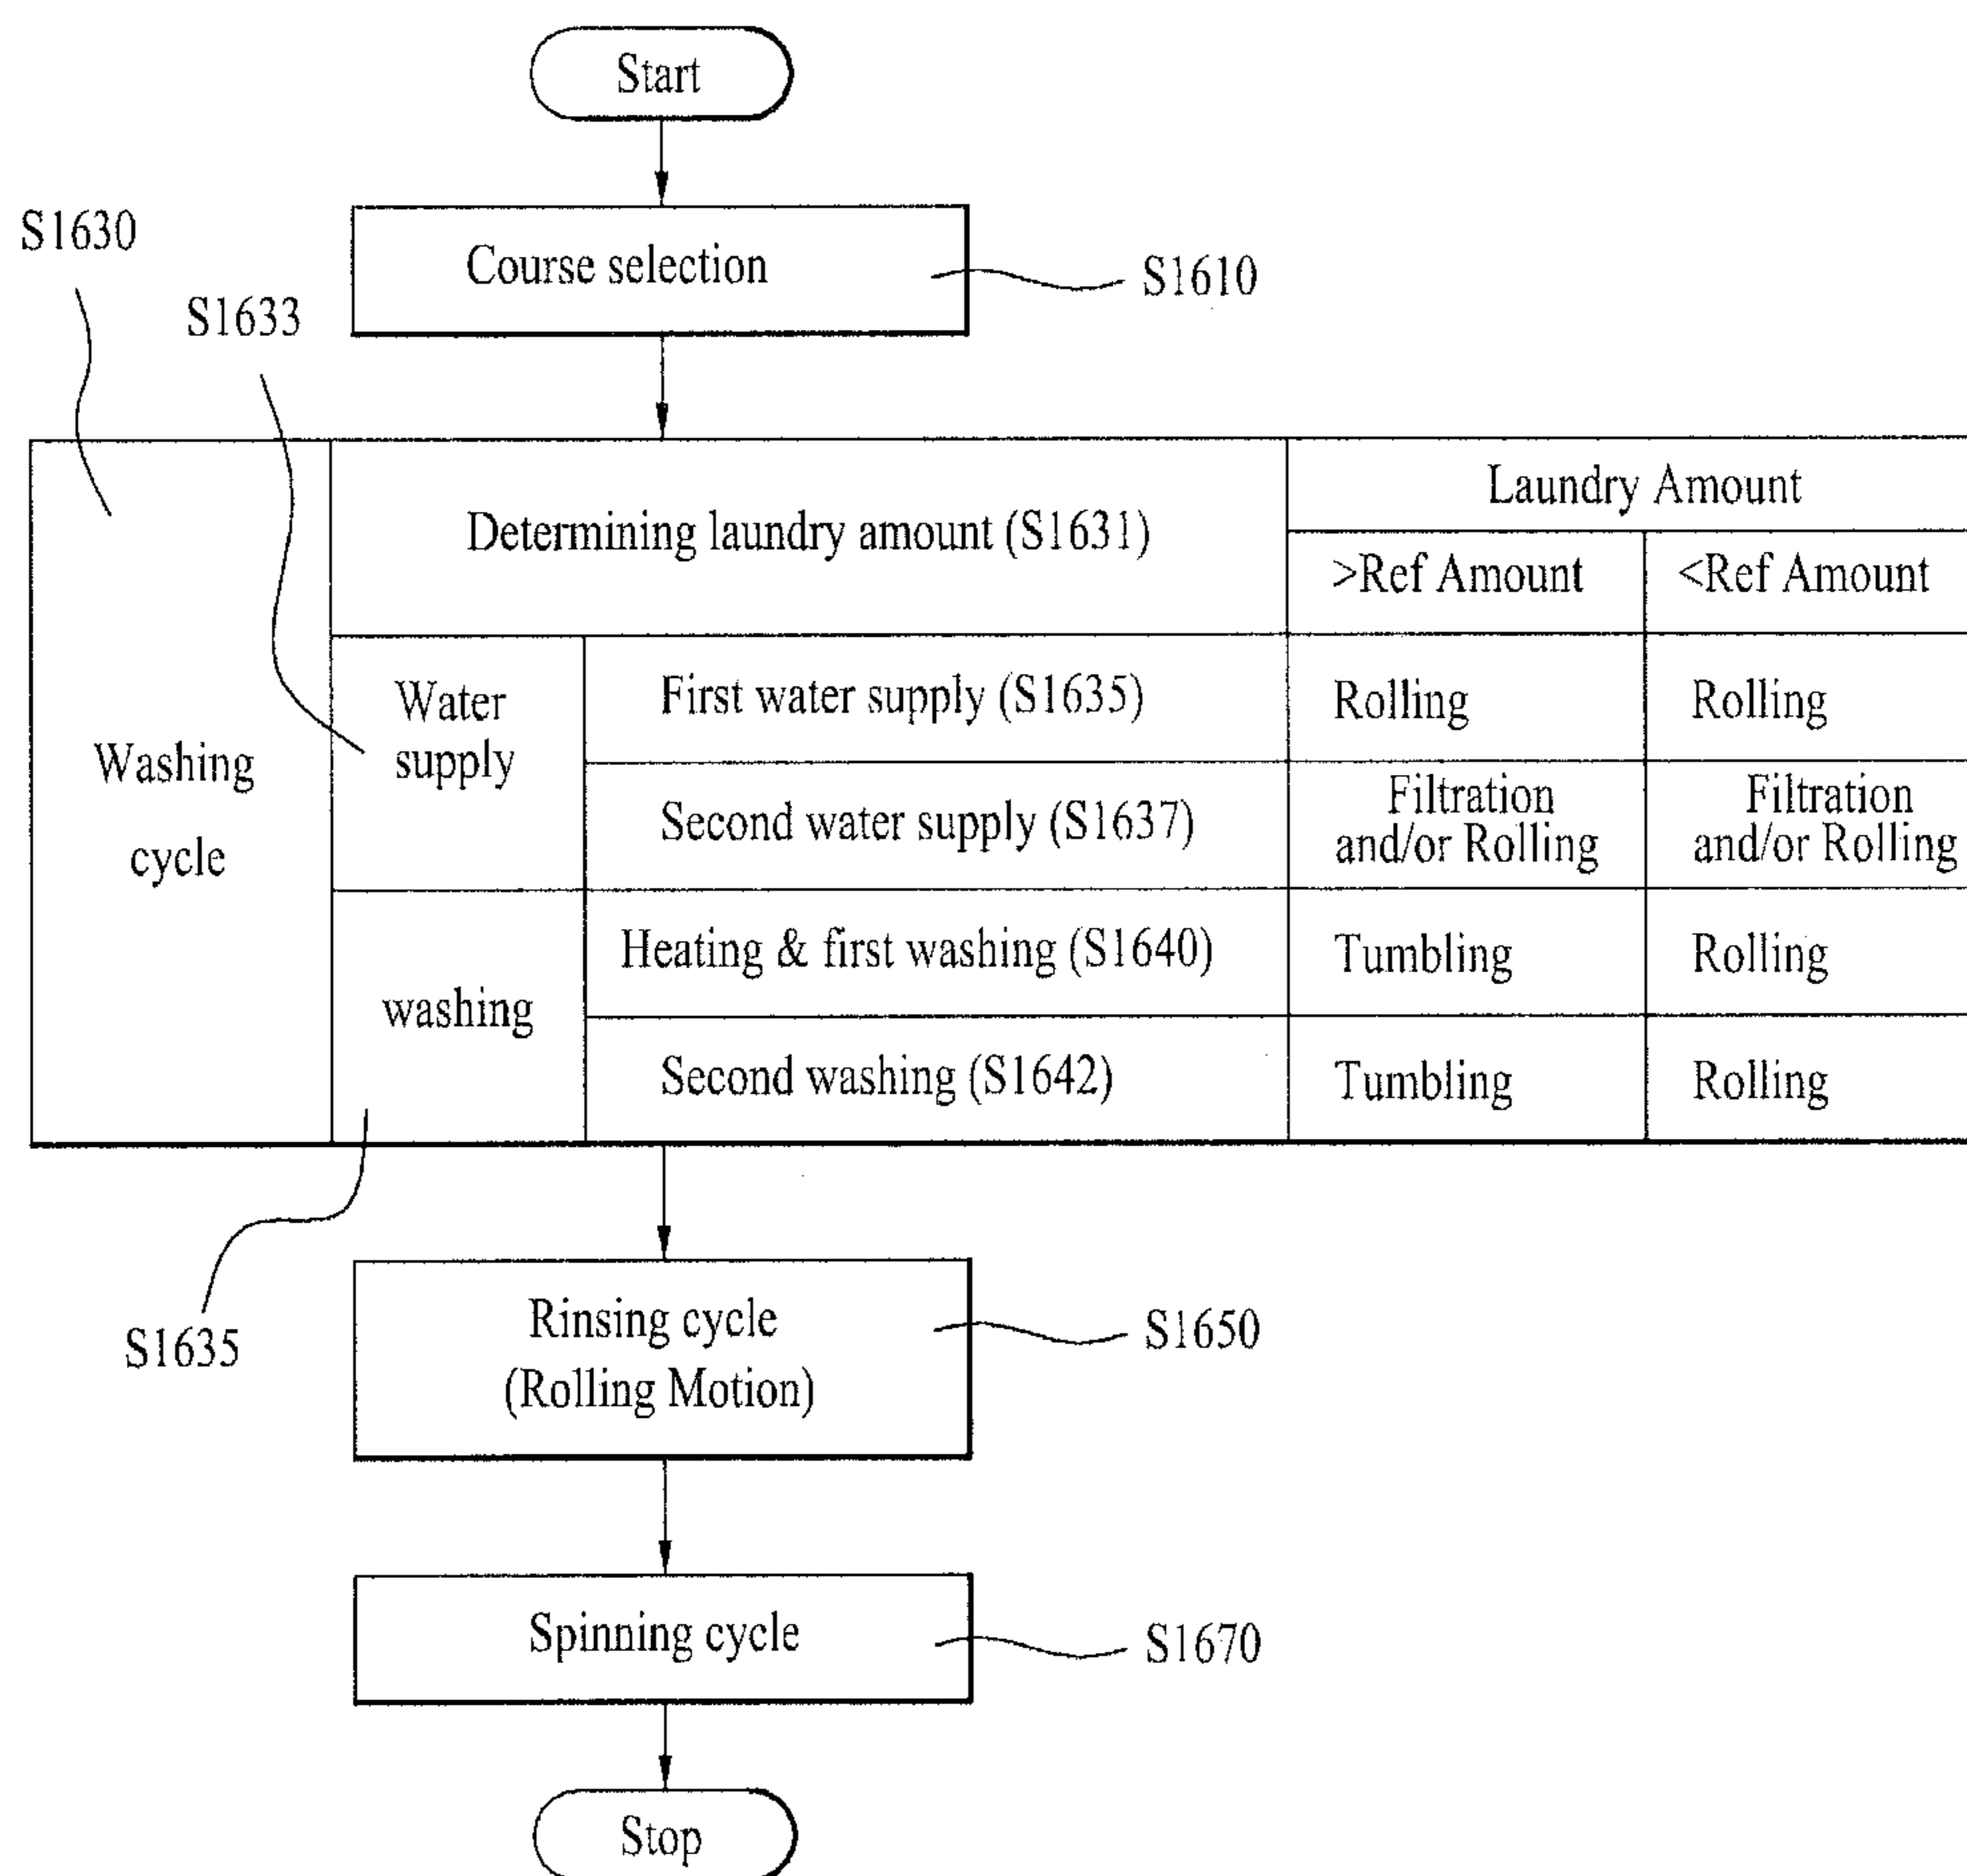 Start
Course selection
S1610
S1630
S1633
Determining laundry amount (S1631)
Laundry Amount
>Ref Amount
<Ref Amount
Washing
cycle
Water
supply
First water supply (S1635)
Rolling
Rolling
Second water supply (S1637)
Filtration
and/or Rolling
Filtration
and/or Rolling
washing
Heating & first washing (S1640)
Tumbling
Rolling
Second washing (S1642)
Tumbling
Rolling
S1635
Rinsing cycle
(Rolling Motion)
S1650
Spinning cycle
S1670
Stop